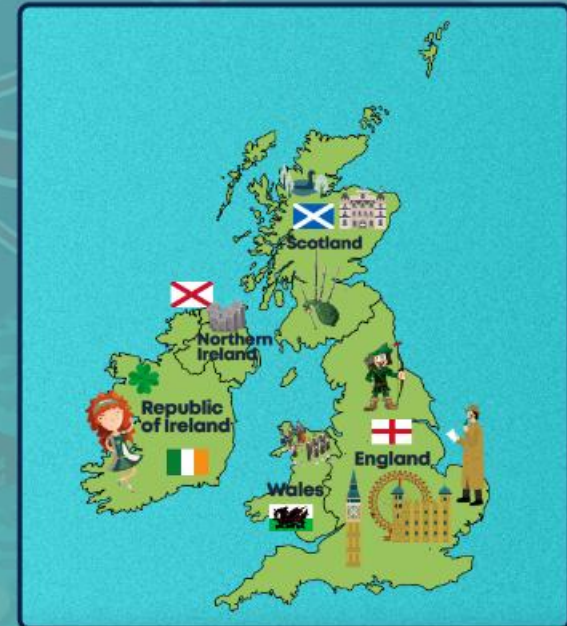 Scotland
Northern
Ireland
Republic
of Ireland
England
Wales